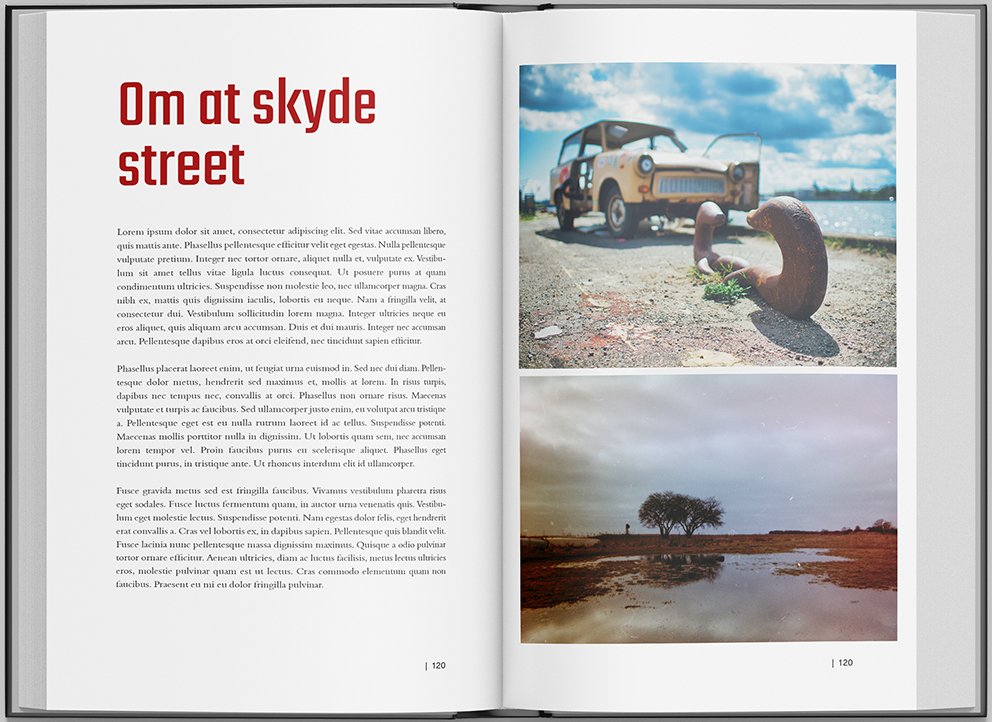 Om at skyde
street
Lorem ipsum dolor sit amet, consectetur adipiscing elit. Sed vitae accumsan libero,
quis mattis ante. Phasellus pellentesque efficitur velit eget egestas. Nulla pellentesque
vulputate pretium. Integer nec tortor ornare, aliquet nulla et, vulputate ex. Vestibu-
lum sit amet tellus vitae ligula luctus consequat. Ut posuere purus at quam
condimentum ultricies. Suspendisse non molestie leo, nec ullamcorper magna. Cras
nibh ex, mattis quis dignissim iaculis, lobortis eu neque. Nam a fringilla velit, at
consectetur dui. Vestibulum sollicitudin lorem magna. Integer ultricies neque eu
eros aliquet, quis aliquam arcu accumsan. Duis et dui mauris. Integer nec accumsan
arcu. Pellentesque dapibus eros at orci eleifend, nec tincidunt sapien efficitur.
Phasellus placerat laoreet enim, ut feugiat urna euismod in. Sed nec dui diam. Pellen-
tesque dolor metus, hendrerit sed maximus et, mollis at lorem. In risus turpis,
dapibus nec tempus nec, convallis at orci. Phasellus non ornare risus. Maecenas
vulputate et turpis ac faucibus. Sed ullamcorper justo enim, eu volutpat arcu tristique
a. Pellentesque eget est eu nulla rutrum laoreet id ac tellus. Suspendisse potenti.
Maecenas mollis porttitor nulla in dignissim. Ut lobortis quam sem, nec accumsan
lorem tempor vel. Proin faucibus purus eu scelerisque aliquet. Phasellus eget
tincidunt purus, in tristique ante. Ut rhoncus interdum elit id ullamcorper.
Fusce gravida metus sed est fringilla faucibus. Vivamus vestibulum pharetra risus
eget sodales. Fusce luctus fermentum quam, in auctor urna venenatis quis. Vestibu-
lum eget molestie lectus. Suspendisse potenti. Nam egestas dolor felis, eget hendrerit
erat convallis a. Cras vel lobortis ex, in dapibus sapien. Pellentesque quis blandit velit.
Fusce lacinia nunc pellentesque massa dignissim maximus. Quisque a odio pulvinar
tortor ornare efficitur. Aenean ultricies, diam ac luctus facilisis, metus lectus ultricies
eros, molestie pulvinar quam est ut lectus. Cras commodo elementum quam non
faucibus. Praesent eu mi eu dolor fringilla pulvinar.
| 120
| 120